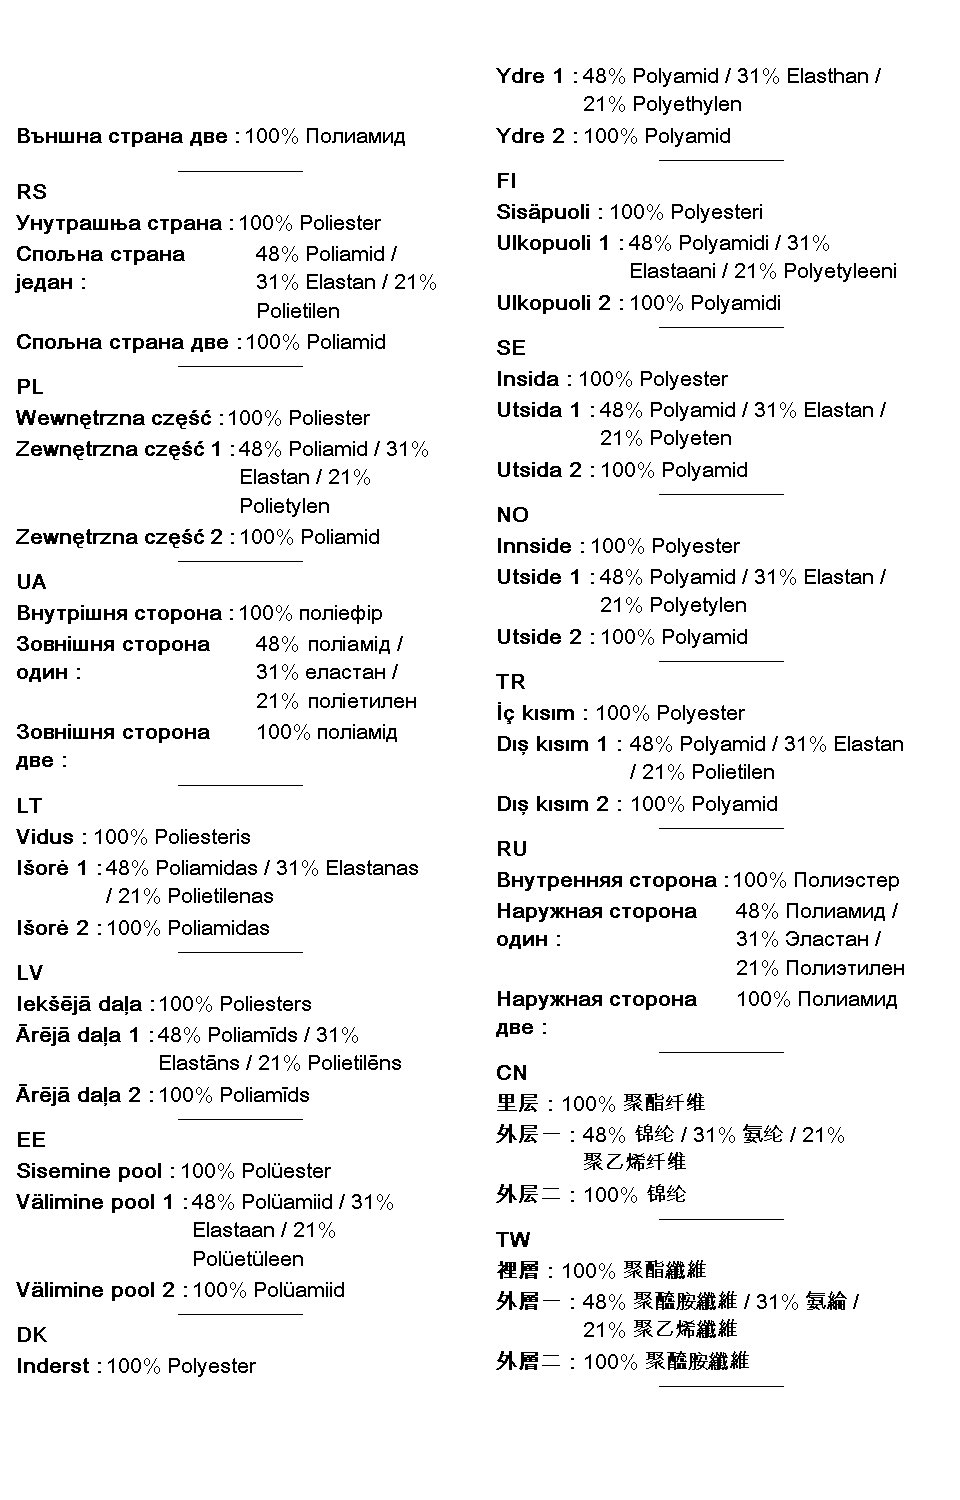 Външна страна две : 100% Полиамид
RS
Унутрашња страна : 100% Poliester
Спољна страна 48% Poliamid /
један : 31% Elastan / 21%
Polietilen
Спољна страна две : 100% Poliamid
PL
Wewnętrzna część : 100% Poliester
Zewnętrzna część 1 : 48% Poliamid / 31%
Elastan / 21%
Polietylen
Zewnętrzna część 2 : 100% Poliamid
UA
Внутрішня сторона : 100% поліефір
Зовнішня сторона 48% поліамід /
один : 31% еластан /
21% поліетилен
Зовнішня сторона 100% поліамід
две :
LT
Vidus : 100% Poliesteris
Išorė 1 : 48% Poliamidas / 31% Elastanas
/ 21% Polietilenas
Išorė 2 : 100% Poliamidas
LV
Iekšējā daļa : 100% Poliesters
Ārējā daļa 1 : 48% Poliamīds / 31%
Elastāns / 21% Polietilēns
Ārējā daļa 2 : 100% Poliamīds
EE
Sisemine pool : 100% Polüester
Välimine pool 1 : 48% Polüamiid / 31%
Elastaan / 21%
Polüetüleen
Välimine pool 2 : 100% Polüamiid
DK
Inderst : 100% Polyester
Ydre 1 : 48% Polyamid / 31% Elasthan /
21% Polyethylen
Ydre 2 : 100% Polyamid
FI
Sisäpuoli : 100% Polyesteri
Ulkopuoli 1 : 48% Polyamidi / 31%
Elastaani / 21% Polyetyleeni
Ulkopuoli 2 : 100% Polyamidi
SE
Insida : 100% Polyester
Utsida 1 : 48% Polyamid / 31% Elastan /
21% Polyeten
Utsida 2 : 100% Polyamid
NO
Innside : 100% Polyester
Utside 1 : 48% Polyamid / 31% Elastan /
21% Polyetylen
Utside 2 : 100% Polyamid
TR
İç kısım : 100% Polyester
Dış kısım 1 : 48% Polyamid / 31% Elastan
/ 21% Polietilen
Dış kısım 2 : 100% Polyamid
RU
Внутренняя сторона : 100% Полиэстер
Наружная сторона 48% Полиамид /
один : 31% Эластан /
21% Полиэтилен
Наружная сторона 100% Полиамид
две :
CN
里层 : 100% 聚酯纤维
外层一 : 48% 锦纶 / 31% 氨纶 / 21%
聚乙烯纤维
外层二 : 100% 锦纶
TW
裡層 : 100% 聚酯纖維
外層一 : 48% 聚醯胺纖維 / 31% 氨綸 /
21% 聚乙烯纖維
外層二 : 100% 聚醯胺纖維